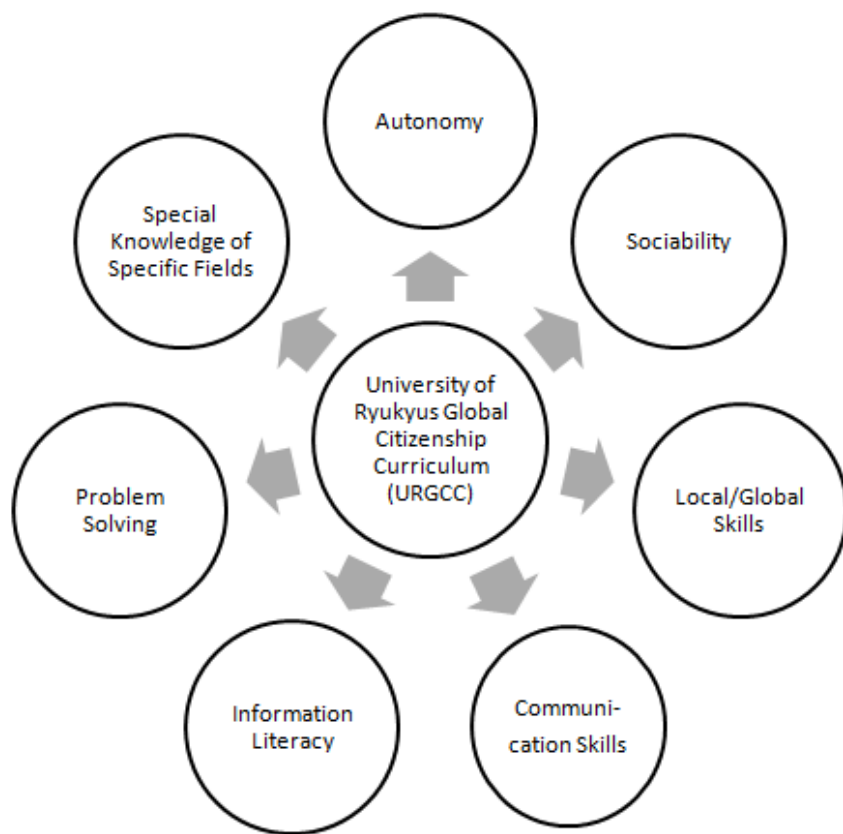 Autonomy
Special
Knowledge of
Specific Fields
Sociability
University of
Ryukyus Global
Citizenship
Curriculum
(URGCC)
Problem
Solving
Local/Global
Skills
Information
Literacy
Communi-
cation Skills